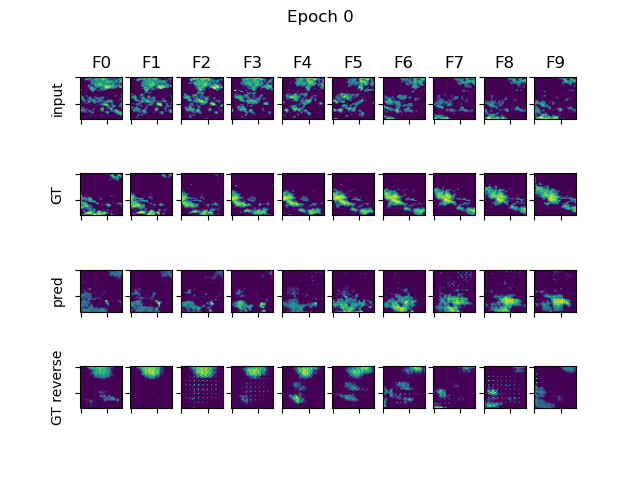 Epoch 0
F0 F1 F2 F3 F4 F5 F6 F7 F8 F9
input
GT
pred
GT reverse